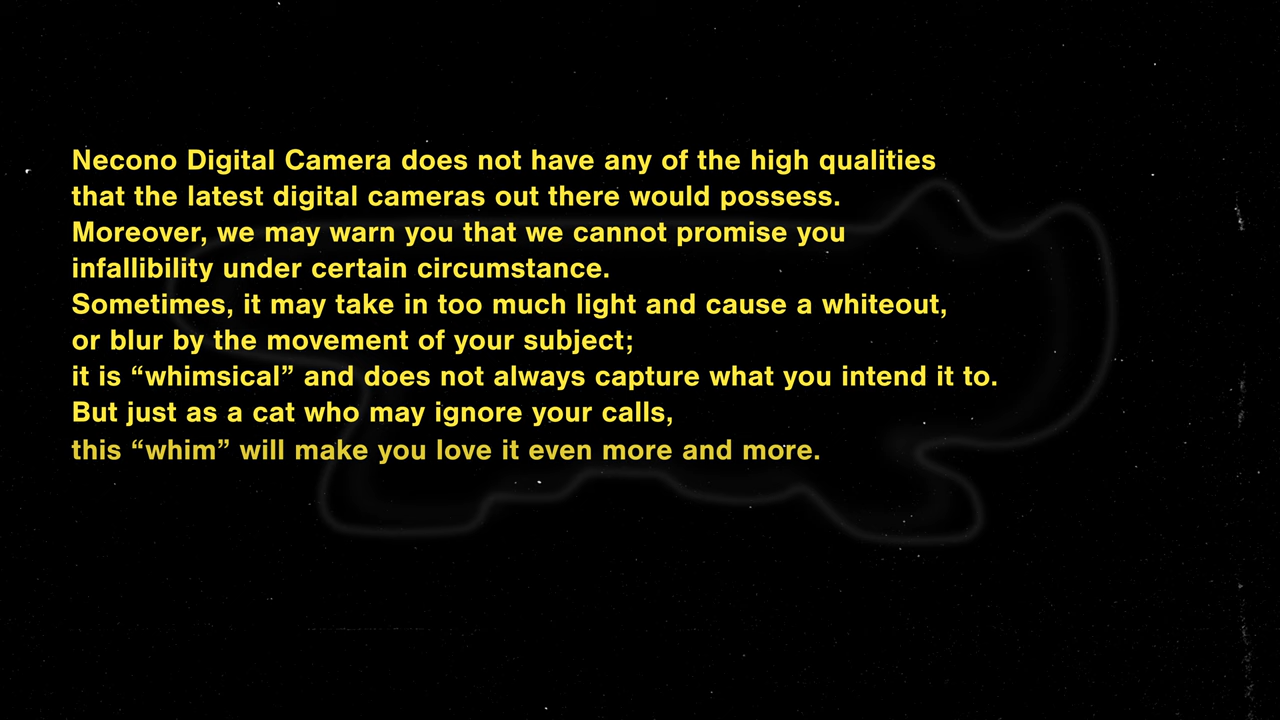 Necono Digital Camera does not have any of the high qualities
that the latest digital cameras out there would possess.
Moreover, we may warn you that we cannot promise you
infallibility under certain circumstance.
Sometimes, it may take in too much light and cause a whiteout,
or blur by the movement of your subject;
it is “whimsical” and does not always capture what you intend it to.
But just as a cat who may ignore your calls,
this “whim” will make you love it even more and more.